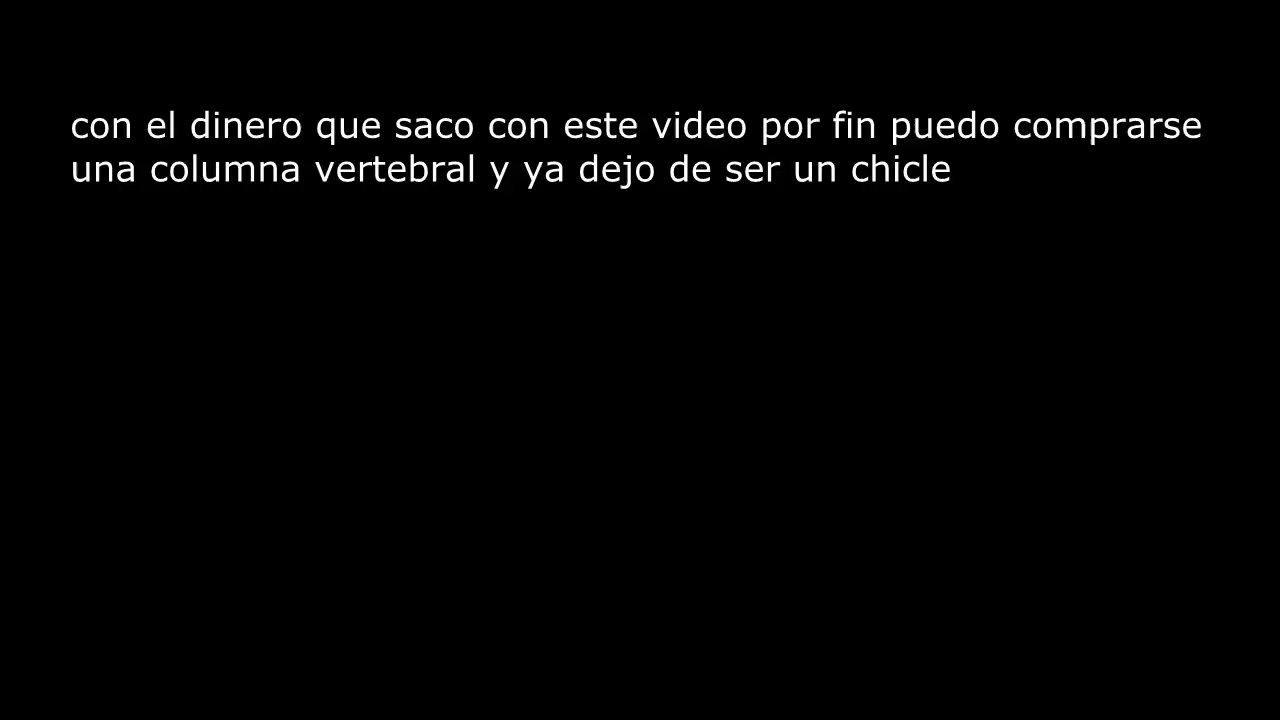 con el dinero que saco con este video por fin puedo comprarse
una columna vertebral y ya dejo de ser un chicle